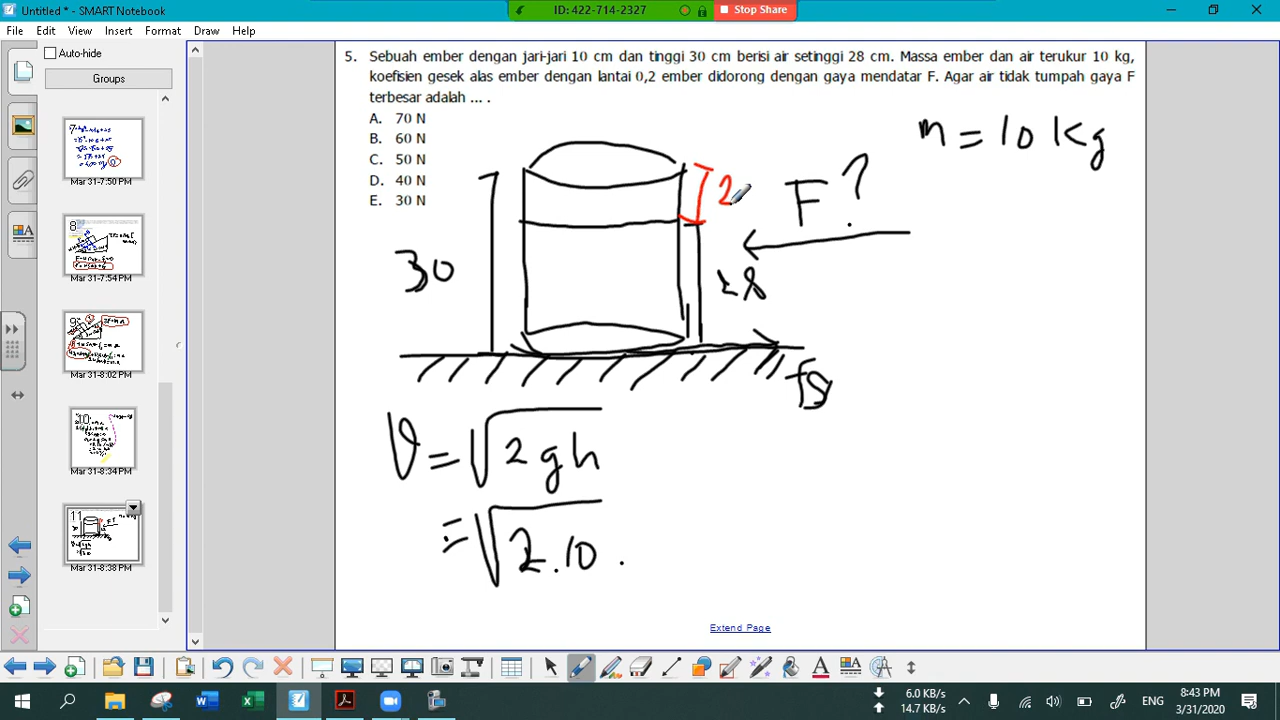 Untitled * - SMART Notebook
ID: 422-714-2327
Stop Share
File Edit View Insert Format Draw Help
Auto-hide
Groups
Mar 31-7:50 PM
Mar 31-7:54 PM
Mar 31-8:02 PM
Mar 31-8:34 PM
Mar 31-8:38 PM
5. Sebuah ember dengan jari-jari 10 cm dan tinggi 30 cm berisi air setinggi 28 cm. Massa ember dan air terukur 10 kg,
koefisien gesek alas ember dengan lantai 0,2 ember didorong dengan gaya mendatar F. Agar air tidak tumpah gaya F
terbesar adalah ... .
A. 70 N
B. 60 N
C. 50 N
D. 40 N
E. 30 N
m = 10 kg
2
F ?
30
28
fs
V = √2gh
= √2.10 .
Extend Page
6.0 KB/s
14.7 KB/s
ENG
8:43 PM
3/31/2020